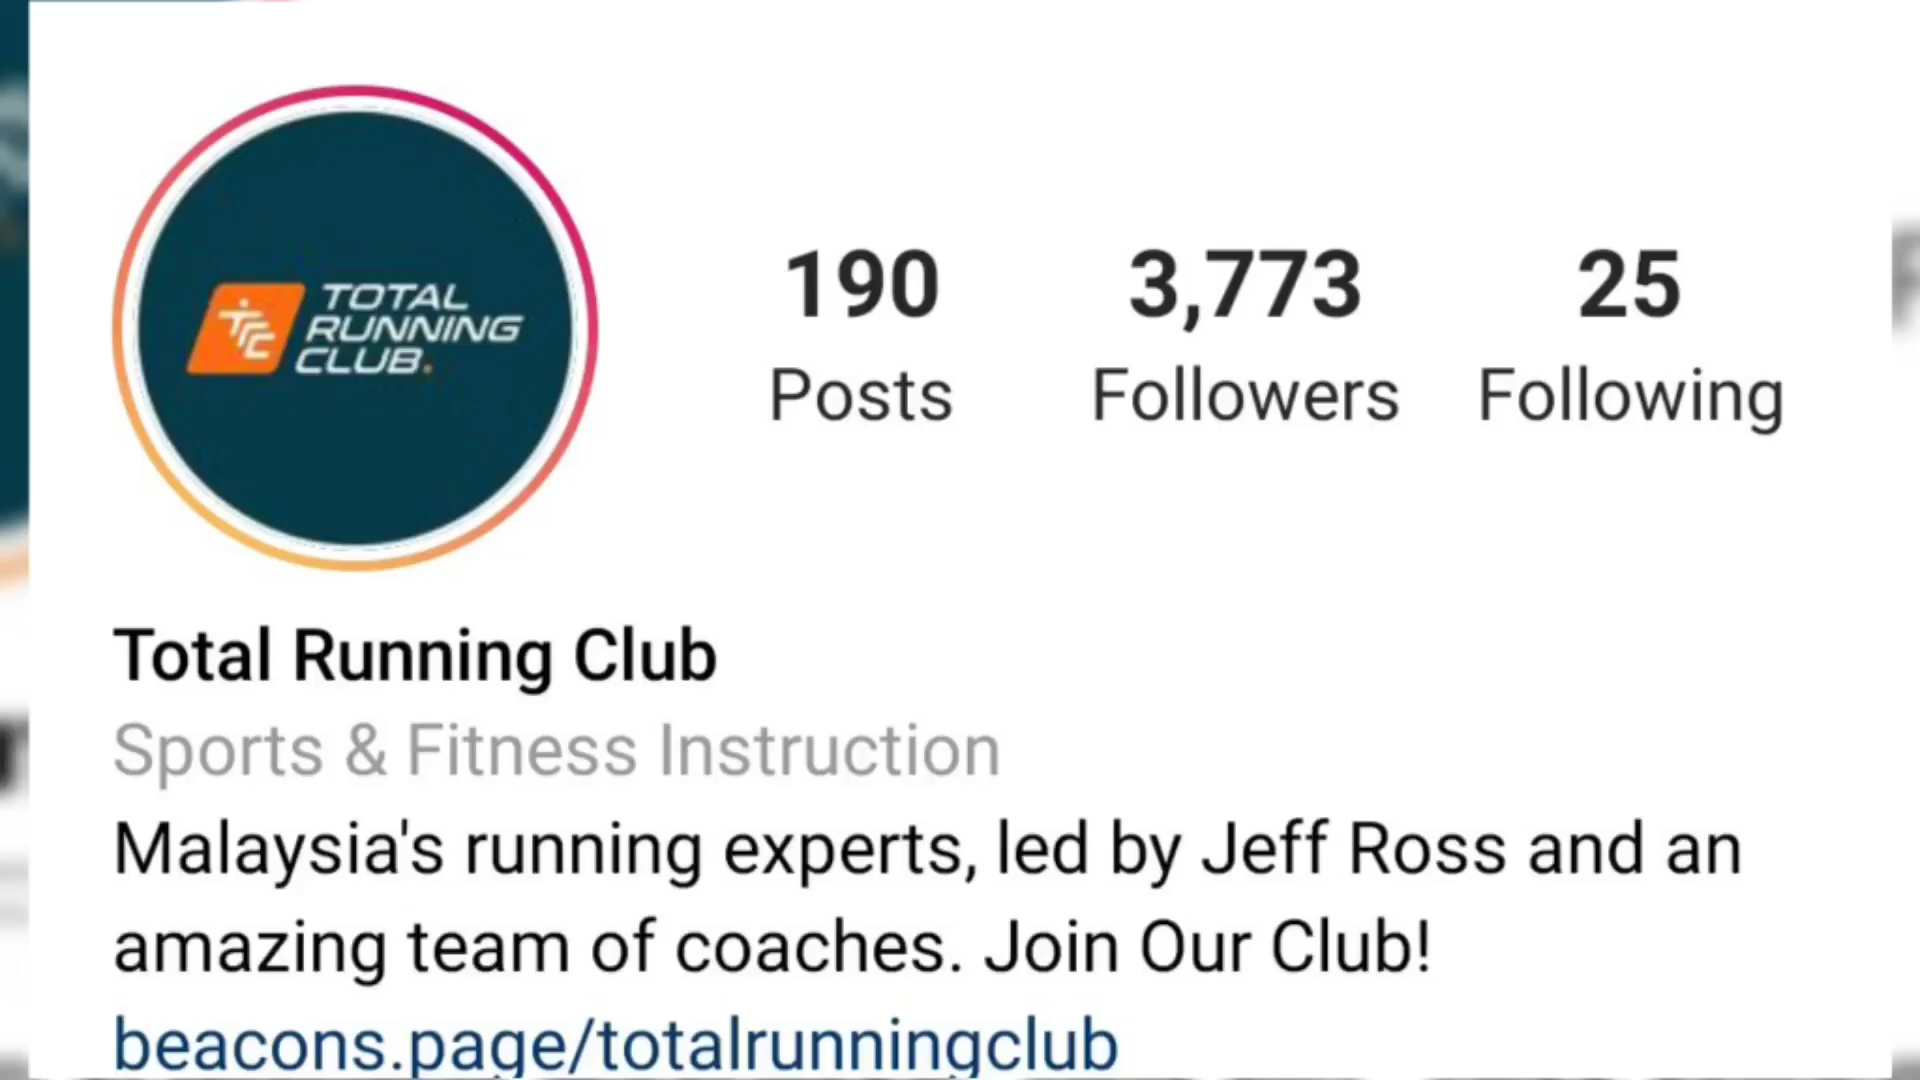 TOTAL
RUNNING
CLUB.
190 3,773 25
Posts Followers Following
Total Running Club
Sports & Fitness Instruction
Malaysia's running experts, led by Jeff Ross and an
amazing team of coaches. Join Our Club!
beacons.page/totalrunningclub